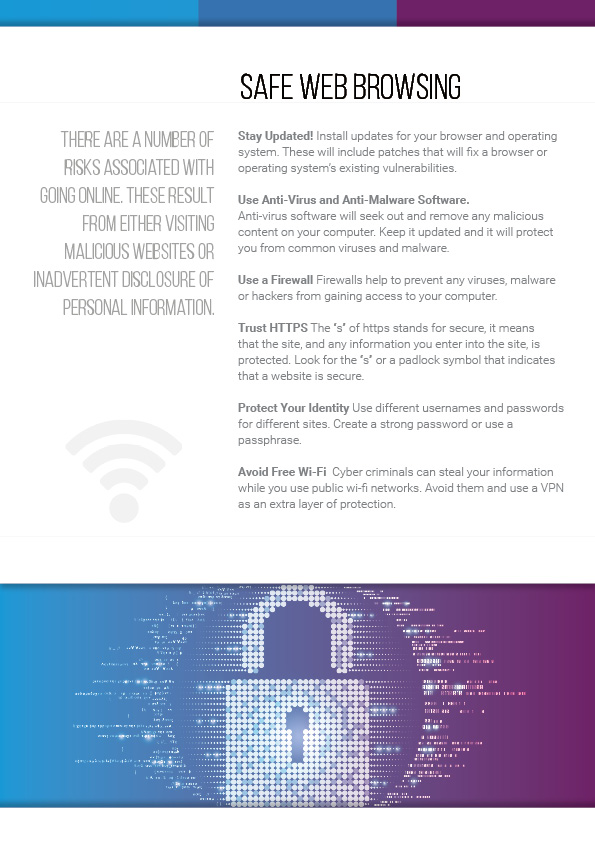 SAFE WEB BROWSING
THERE ARE A NUMBER OF
RISKS ASSOCIATED WITH
GOING ONLINE. THESE RESULT
FROM EITHER VISITING
MALICIOUS WEBSITES OR
INADVERTENT DISCLOSURE OF
PERSONAL INFORMATION.
Stay Updated! Install updates for your browser and operating
system. These will include patches that will fix a browser or
operating system's existing vulnerabilities.
Use Anti-Virus and Anti-Malware Software.
Anti-virus software will seek out and remove any malicious
content on your computer. Keep it updated and it will protect
you from common viruses and malware.
Use a Firewall Firewalls help to prevent any viruses, malware
or hackers from gaining access to your computer.
Trust HTTPS The "s" of https stands for secure, it means
that the site, and any information you enter into the site, is
protected. Look for the "s" or a padlock symbol that indicates
that a website is secure.
Protect Your Identity Use different usernames and passwords
for different sites. Create a strong password or use a
passphrase.
Avoid Free Wi-Fi  Cyber criminals can steal your information
while you use public wi-fi networks. Avoid them and use a VPN
as an extra layer of protection.